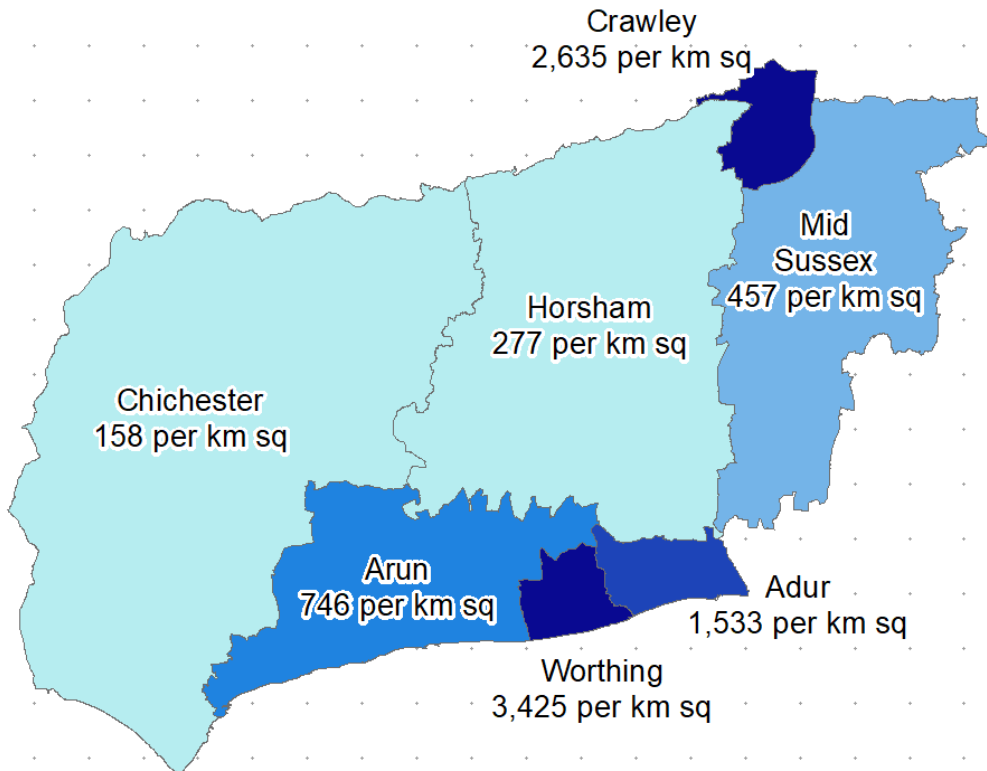 Crawley
2,635 per km sq
Mid
Sussex
457 per km sq
Horsham
277 per km sq
Chichester
158 per km sq
Arun
746 per km sq
Adur
1,533 per km sq
Worthing
3,425 per km sq